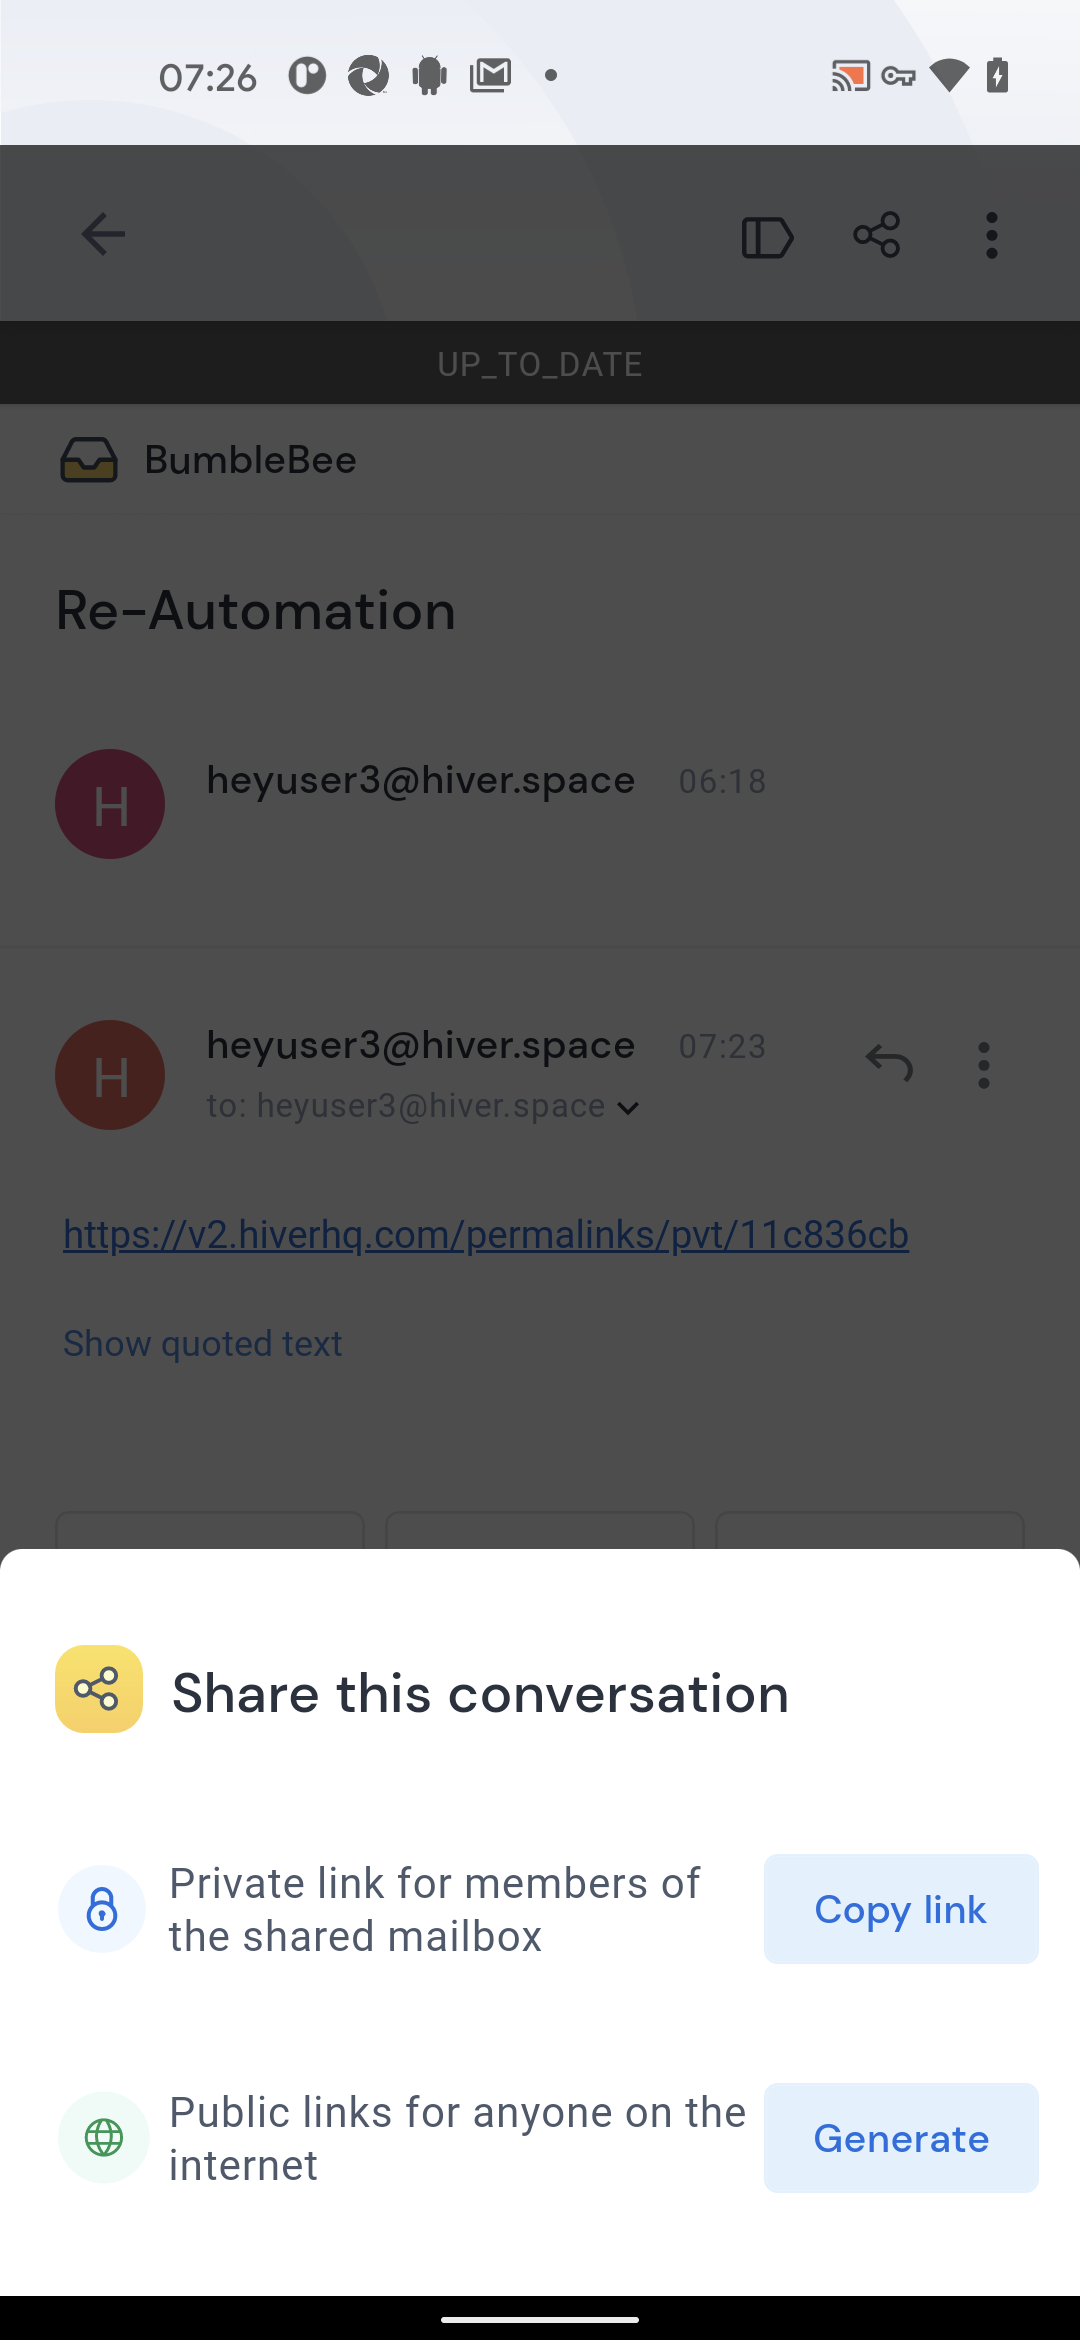 07:26
UP_TO_DATE
BumbleBee
Re-Automation
H
heyuser3@hiver.space 06:18
H
heyuser3@hiver.space 07:23
to: heyuser3@hiver.space
https://v2.hiverhq.com/permalinks/pvt/11c836cb
Show quoted text
Share this conversation
Private link for members of
the shared mailbox
Copy link
Public links for anyone on the
internet
Generate